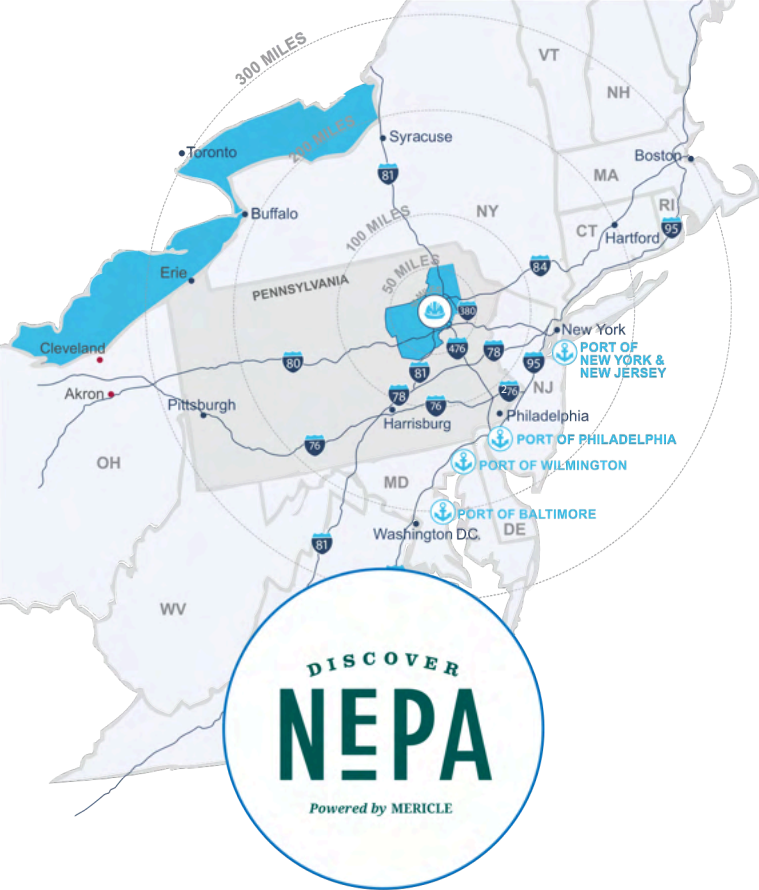 300 MILES
VT
NH
200 MILES
Syracuse
Toronto
Boston
81
MA
RI
100 MILES
NY
Buffalo
CT
95
Hartford
50 MILES
84
Erie
PENNSYLVANIA
380
New York
PORT OF
NEW YORK &
NEW JERSEY
Cleveland
476
78
80
95
81
NJ
Akron
78
276
Pittsburgh
76
Philadelphia
Harrisburg
76
PORT OF PHILADELPHIA
OH
PORT OF WILMINGTON
MD
PORT OF BALTIMORE
Washington D.C.
DE
81
WV
DISCOVER
NEPA
Powered by MERICLE